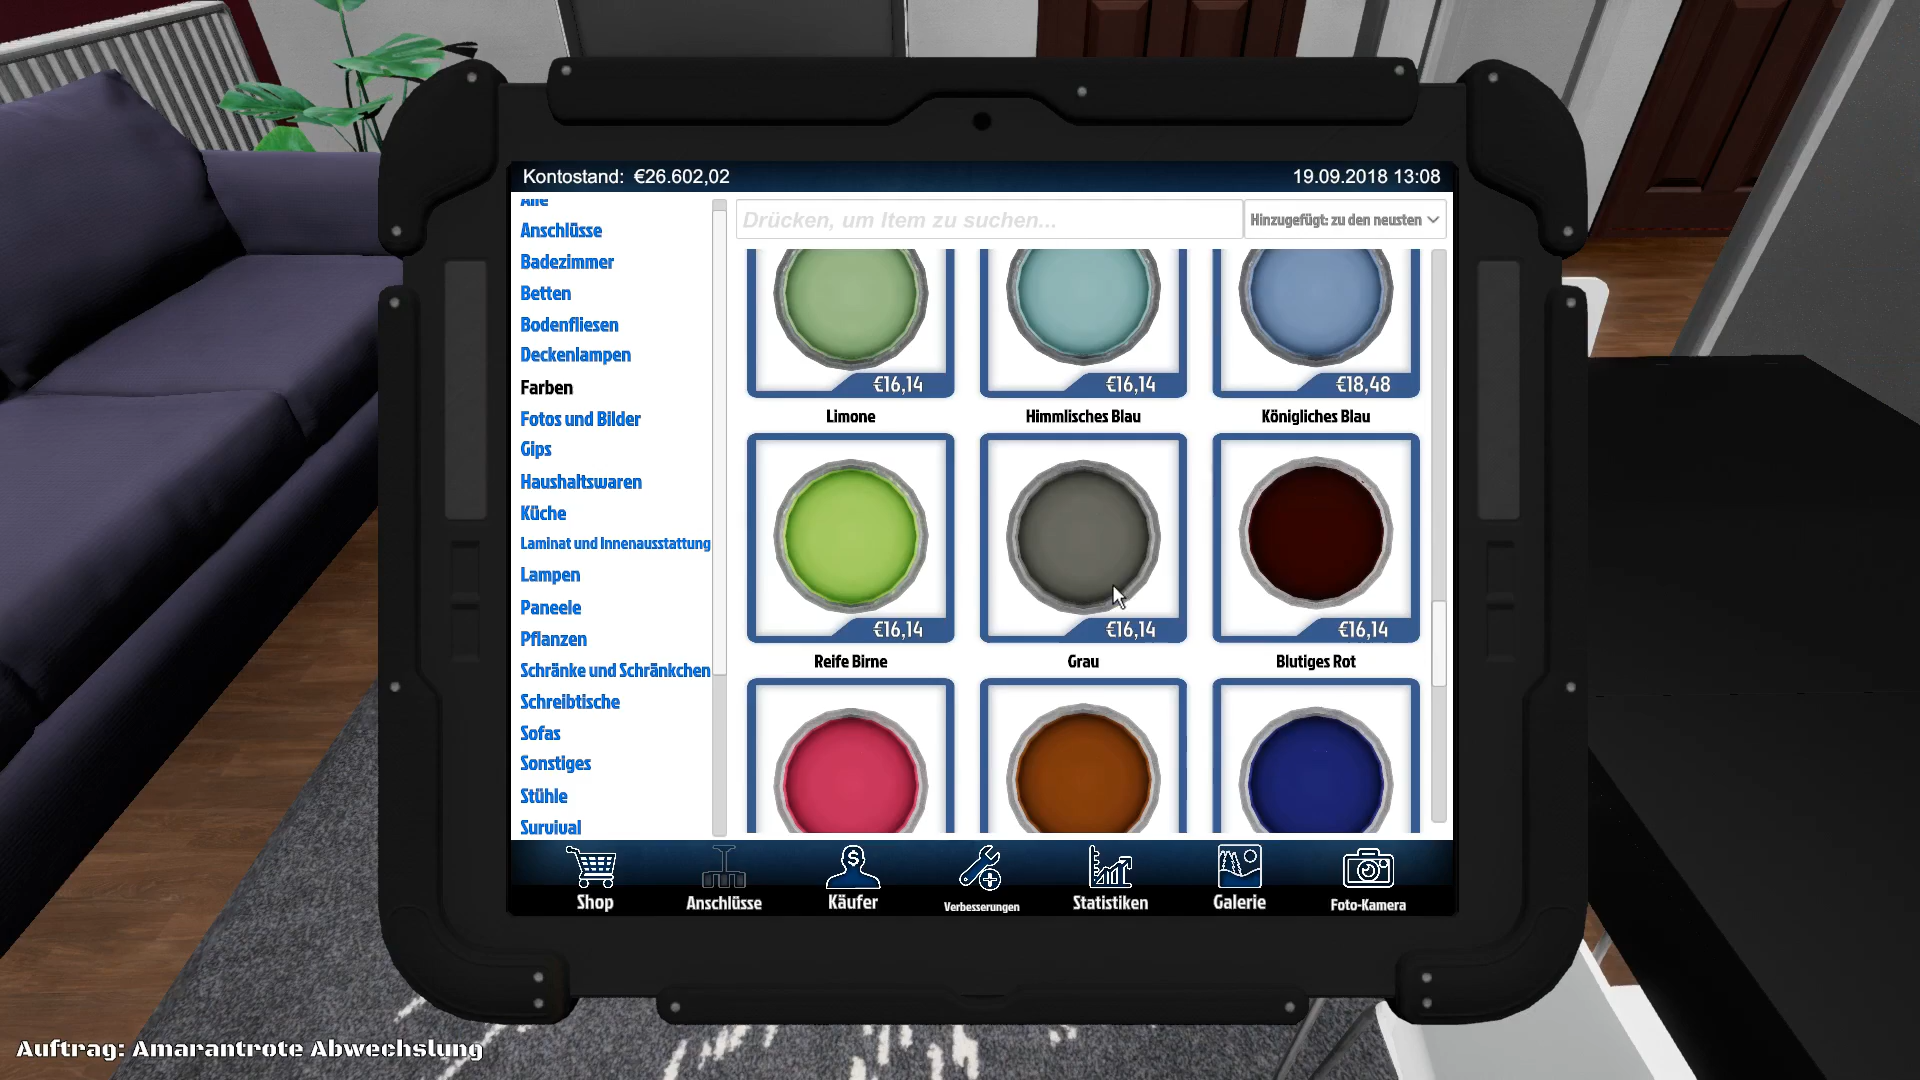 Kontostand: €26.602,02
19.09.2018 13:08
Alle
Anschlüsse
Badezimmer
Betten
Bodenfliesen
Deckenlampen
Farben
Fotos und Bilder
Gips
Haushaltswaren
Küche
Laminat und Innenausstattung
Lampen
Paneele
Pflanzen
Schränke und Schränkchen
Schreibtische
Sofas
Sonstiges
Stühle
Survival
Drücken, um Item zu suchen...
Hinzugefügt: zu den neusten
€16,14
€16,14
€18,48
Limone
Himmlisches Blau
Königliches Blau
€16,14
€16,14
€16,14
Reife Birne
Grau
Blutiges Rot
Shop
Anschlüsse
Käufer
Verbesserungen
Statistiken
Galerie
Foto-Kamera
Auftrag: Amarantrote Abwechslung